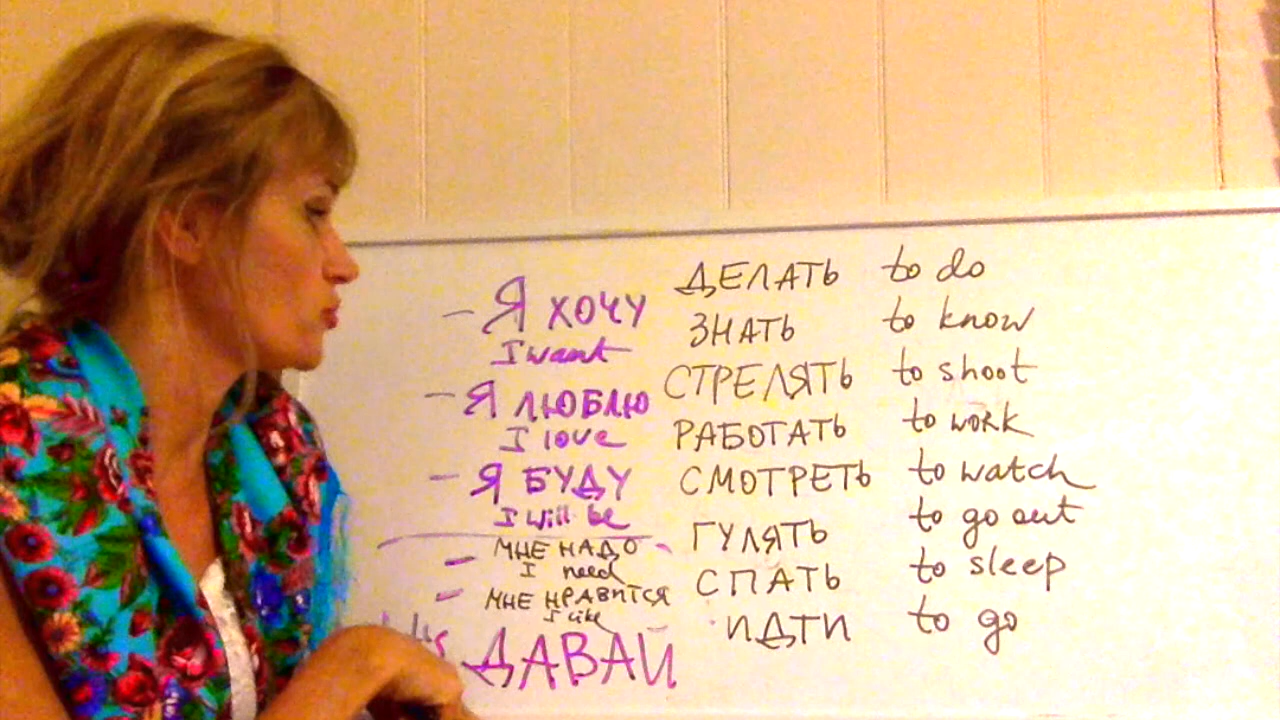 - Я ХОЧУ
I want
- Я ЛЮБЛЮ
I love
- Я БУДУ
I will be
- МНЕ НАДО -
I need
- МНЕ НРАВИТСЯ
I like
ДАВАЙ
ДЕЛАТЬ to do
ЗНАТЬ to know
СТРЕЛЯТЬ to shoot
РАБОТАТЬ to work
СМОТРЕТЬ to watch
ГУЛЯТЬ to go out
СПАТЬ to sleep
ИДТИ to go